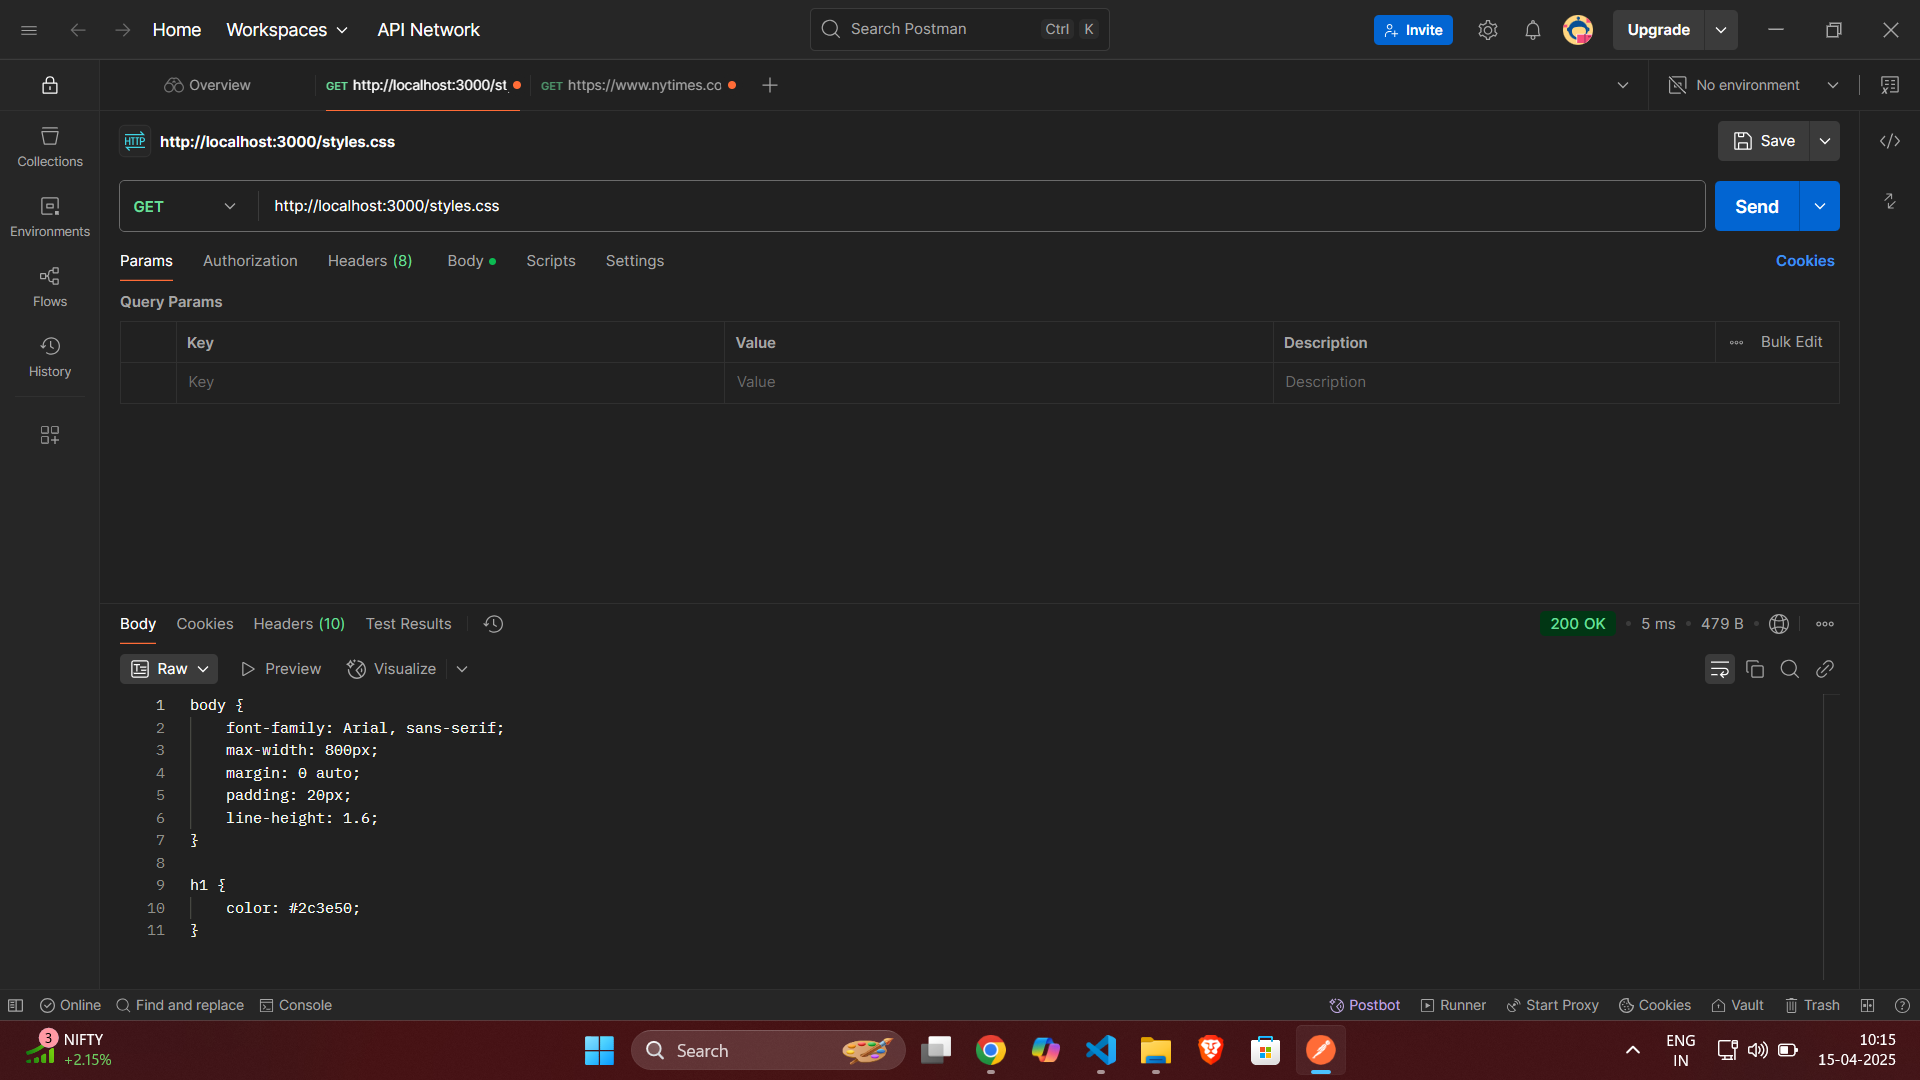 Home Workspaces API Network Search Postman Ctrl K Invite Upgrade
Overview GET http://localhost:3000/st GET https://www.nytimes.co No environment
HTTP http://localhost:3000/styles.css Save
Collections
GET http://localhost:3000/styles.css Send
Environments
Params Authorization Headers (8) Body Scripts Settings Cookies
Flows
Query Params
Key Value Description Bulk Edit
History
Key Value Description
Body Cookies Headers (10) Test Results 200 OK 5 ms 479 B
Raw Preview Visualize
1 body {
2 font-family: Arial, sans-serif;
3 max-width: 800px;
4 margin: 0 auto;
5 padding: 20px;
6 line-height: 1.6;
7 }
8
9 h1 {
10 color: #2c3e50;
11 }
Online Find and replace Console Postbot Runner Start Proxy Cookies Vault Trash
3 NIFTY
+2.15%
Search
ENG
IN
10:15
15-04-2025